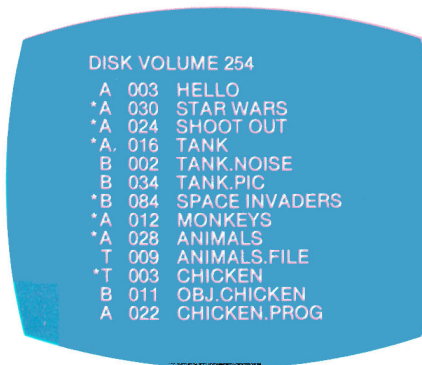 DISK VOLUME 254
A 003 HELLO
*A 030 STAR WARS
*A 024 SHOOT OUT
*A, 016 TANK
B 002 TANK.NOISE
B 034 TANK.PIC
*B 084 SPACE INVADERS
*A 012 MONKEYS
*A 028 ANIMALS
T 009 ANIMALS.FILE
*T 003 CHICKEN
B 011 OBJ.CHICKEN
A 022 CHICKEN.PROG